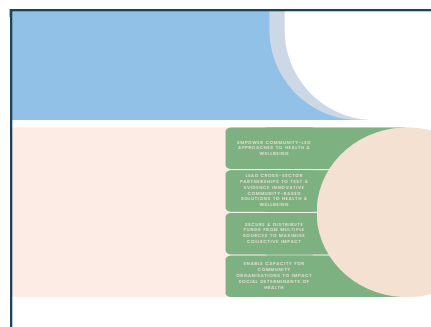 EMPOWER COMMUNITY-LED
APPROACHES TO HEALTH &
WELLBEING
LEAD CROSS-SECTOR
PARTNERSHIPS TO TEST &
EVIDENCE INNOVATIVE
COMMUNITY-BASED
SOLUTIONS TO HEALTH &
WELLBEING
SECURE & DISTRIBUTE
FUNDS FROM MULTIPLE
SOURCES TO MAXIMISE
COLLECTIVE IMPACT
ENABLE CAPACITY FOR
COMMUNITY
ORGANISATIONS TO IMPACT
SOCIAL DETERMINANTS OF
HEALTH